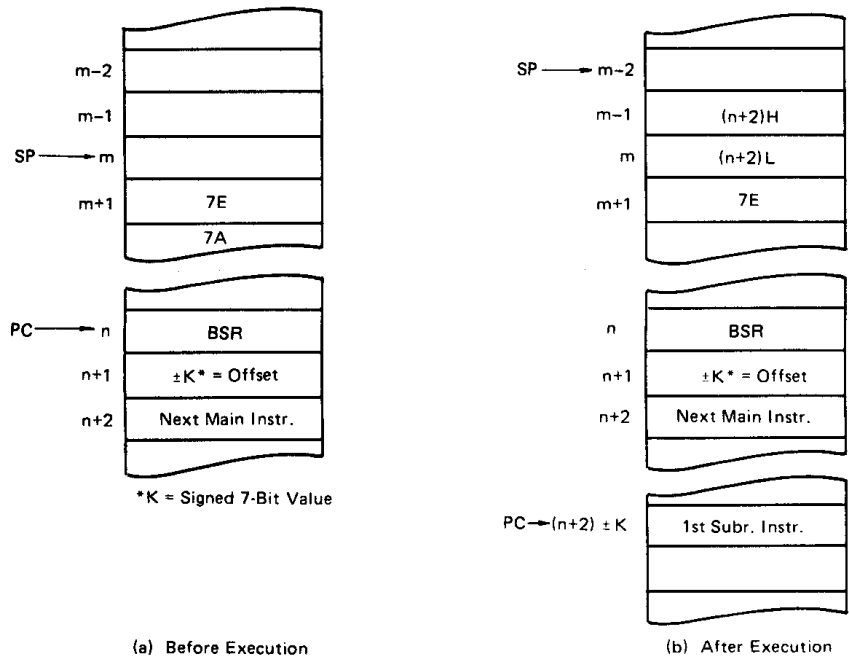 m-2
m-1
SP m
m+1 7E
7A
PC n BSR
n+1 ±K* = Offset
n+2 Next Main Instr.
*K = Signed 7-Bit Value
(a) Before Execution
SP m-2
m-1 (n+2)H
m (n+2)L
m+1 7E
n BSR
n+1 ±K* = Offset
n+2 Next Main Instr.
PC (n+2) ±K 1st Subr. Instr.
(b) After Execution